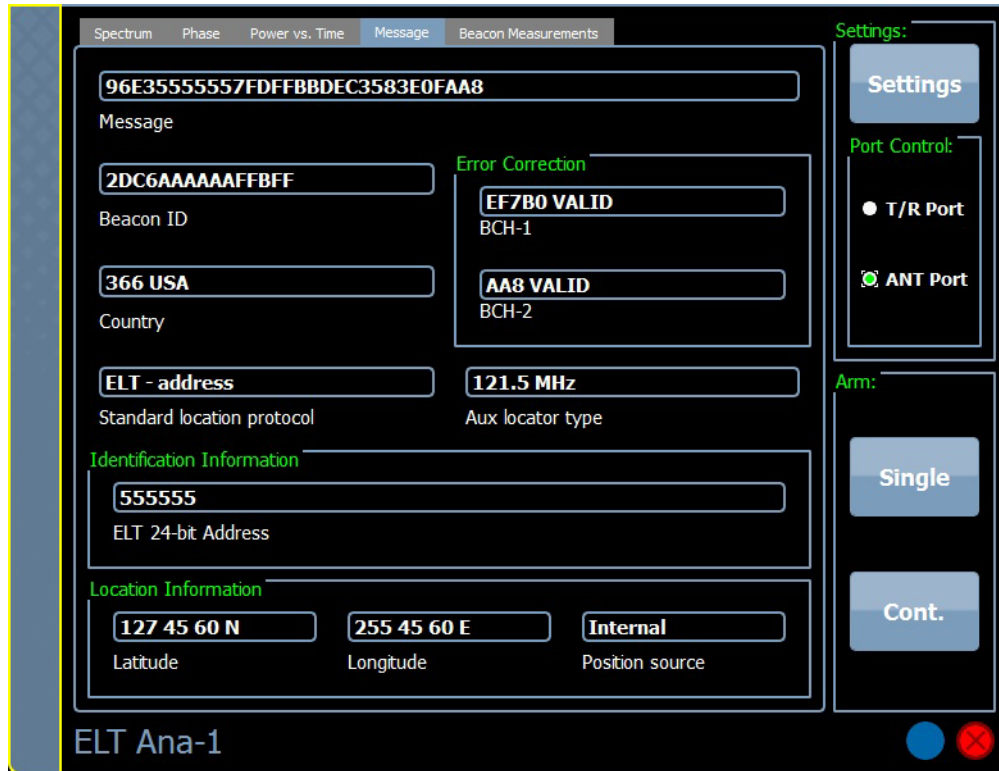 Spectrum Phase Power vs. Time Message Beacon Measurements
96E35555557FDFFBBDEC3583E0FAA8
Message
2DC6AAAAAAFFBFF
Beacon ID
Error Correction
EF7B0 VALID
BCH-1
366 USA
Country
AA8 VALID
BCH-2
ELT - address
Standard location protocol
121.5 MHz
Aux locator type
Identification Information
555555
ELT 24-bit Address
Location Information
127 45 60 N
Latitude
255 45 60 E
Longitude
Internal
Position source
Settings:
Settings
Port Control:
T/R Port
ANT Port
Arm:
Single
Cont.
ELT Ana-1